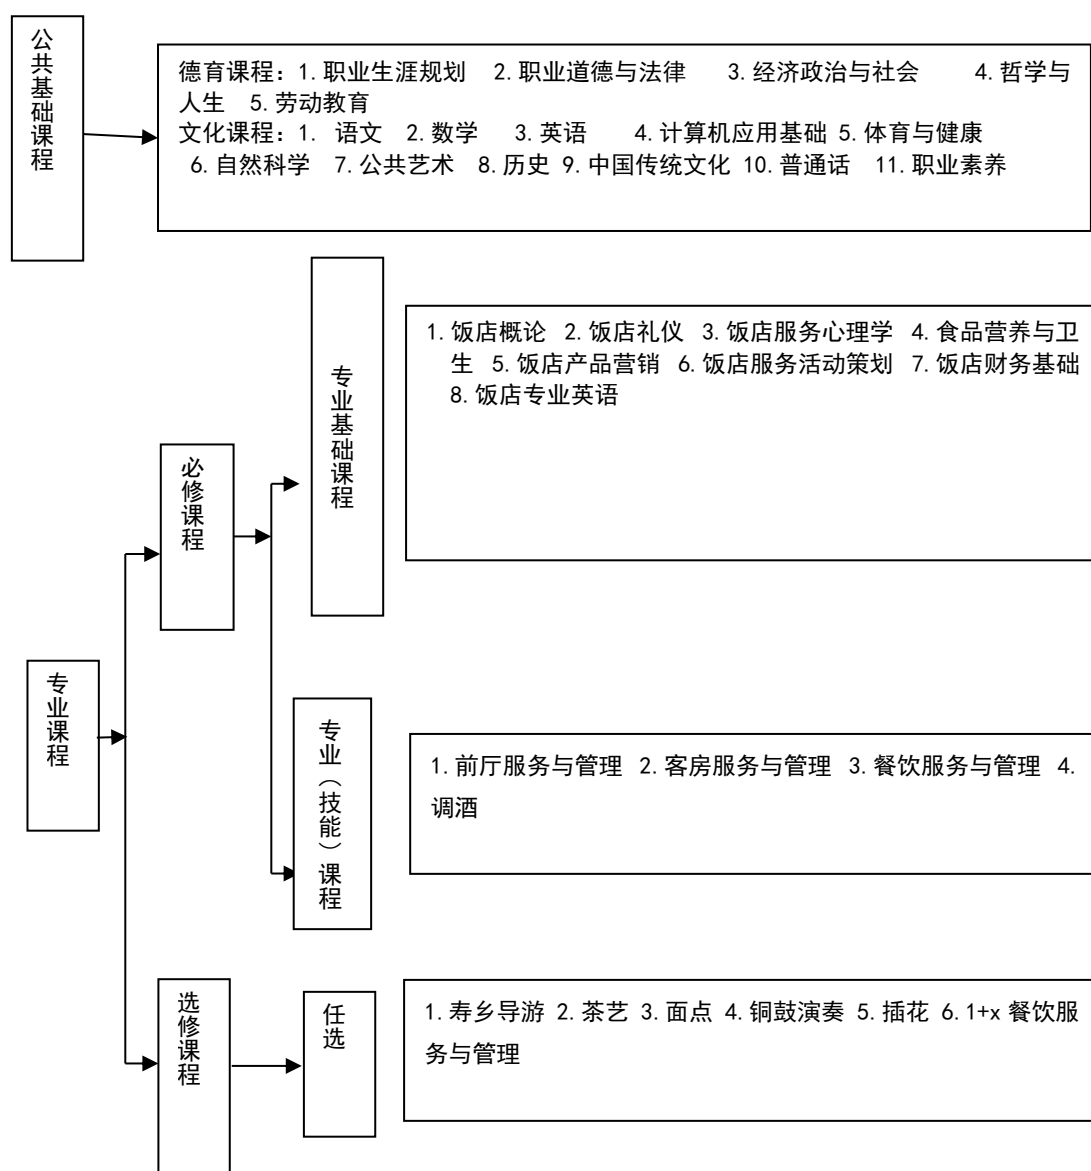 公共基础课程
德育课程：1.职业生涯规划 2.职业道德与法律 3.经济政治与社会 4.哲学与
人生 5.劳动教育
文化课程：1. 语文 2.数学 3.英语 4.计算机应用基础 5.体育与健康
6.自然科学 7.公共艺术 8.历史 9.中国传统文化 10.普通话 11.职业素养
专业课程
必修课程
专业基础课程
1.饭店概论 2.饭店礼仪 3.饭店服务心理学 4.食品营养与卫
生 5.饭店产品营销 6.饭店服务活动策划 7.饭店财务基础
8.饭店专业英语
专业（技能）课程
1.前厅服务与管理 2.客房服务与管理 3.餐饮服务与管理 4.
调酒
选修课程
任选
1.寿乡导游 2.茶艺 3.面点 4.铜鼓演奏 5.插花 6.1+x 餐饮服
务与管理